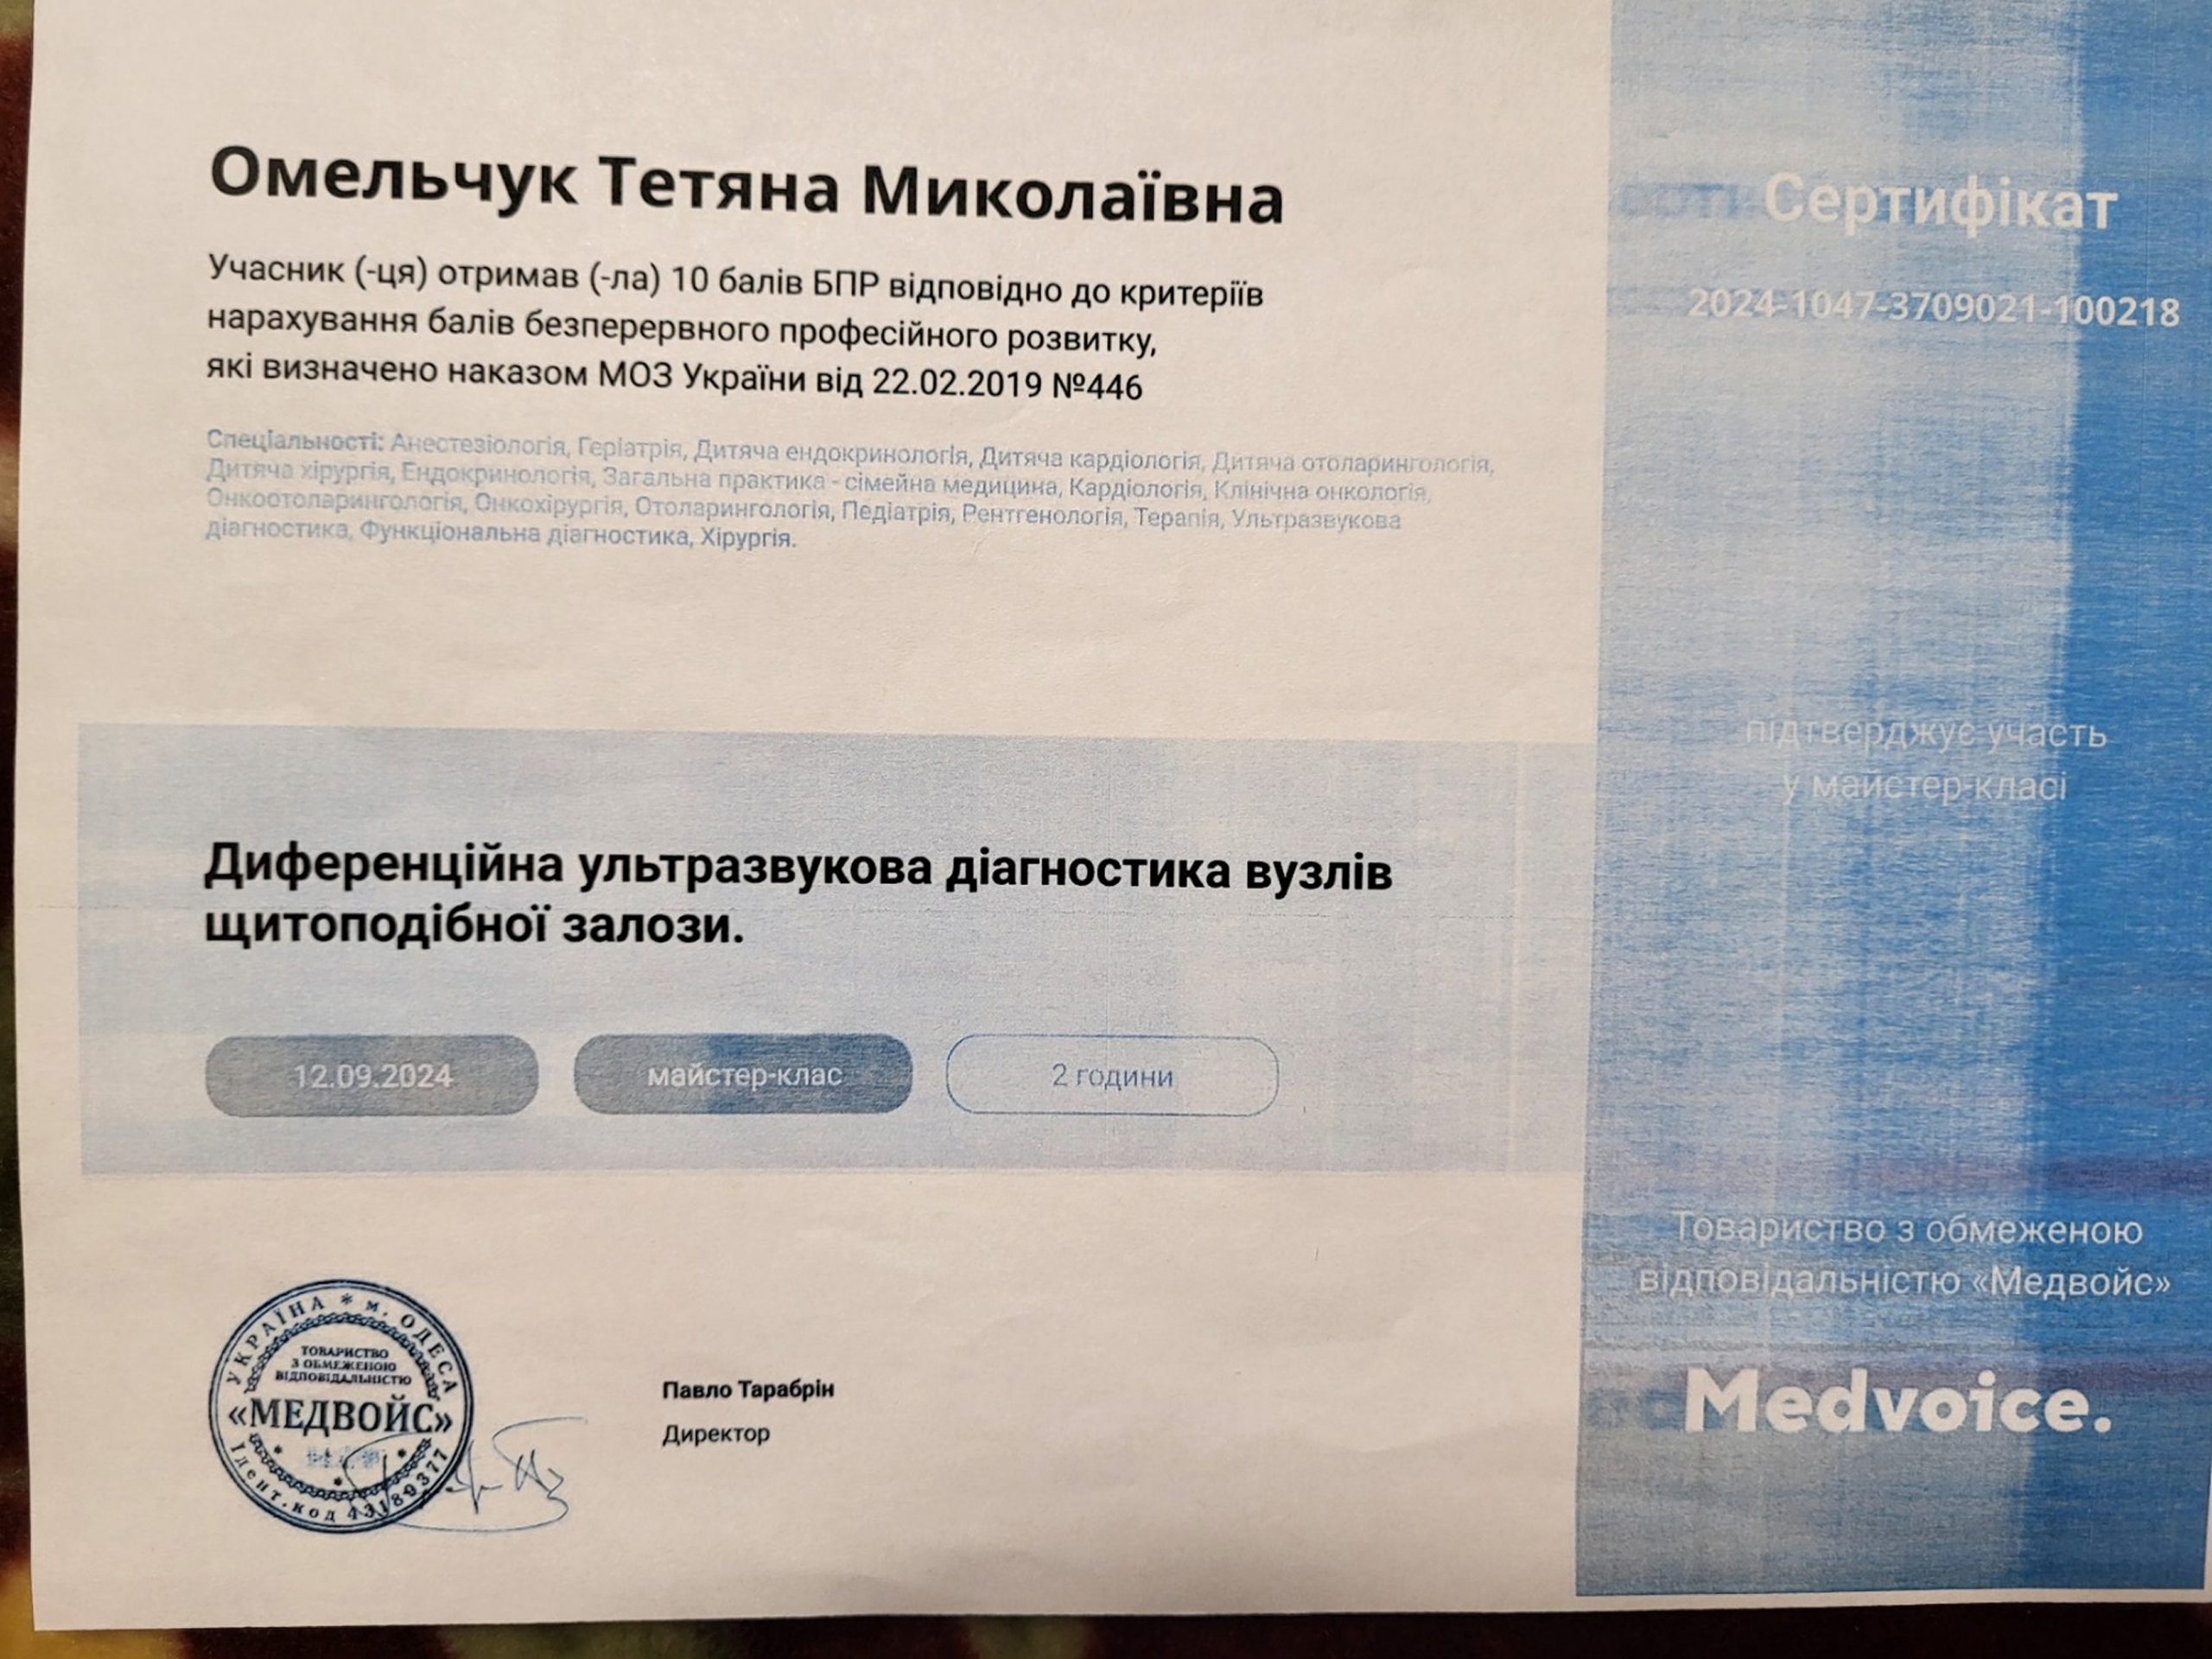 Омельчук Тетяна Миколаївна
Учасник (-ця) отримав (-ла) 10 балів БПР відповідно до критеріїв
нарахування балів безперервного професійного розвитку,
які визначено наказом МОЗ України від 22.02.2019 №446
Спеціальності: Анестезіологія, Геріатрія, Дитяча ендокринологія, Дитяча кардіологія, Дитяча отоларингологія,
Дитяча хірургія, Ендокринологія, Загальна практика - сімейна медицина, Кардіологія, Клінічна онкологія,
Онкоотоларингологія, Онкохірургія, Отоларингологія, Педіатрія, Рентгенологія, Терапія, Ультразвукова
діагностика, Функціональна діагностика, Хірургія.
Диференційна ультразвукова діагностика вузлів
щитоподібної залози.
12.09.2024
майстер-клас
2 години
УКРАЇНА * м. ОДЕСА
ТОВАРИСТВО
З ОБМЕЖЕНОЮ
ВІДПОВІДАЛЬНІСТЮ
«МЕДВОЙС»
Ідент.код 43189377
Павло Тарабрін
Директор
Сертифікат
2024-1047-3709021-100218
підтверджує участь
у майстер-класі
Товариство з обмеженою
відповідальністю «Медвойс»
Medvoice.